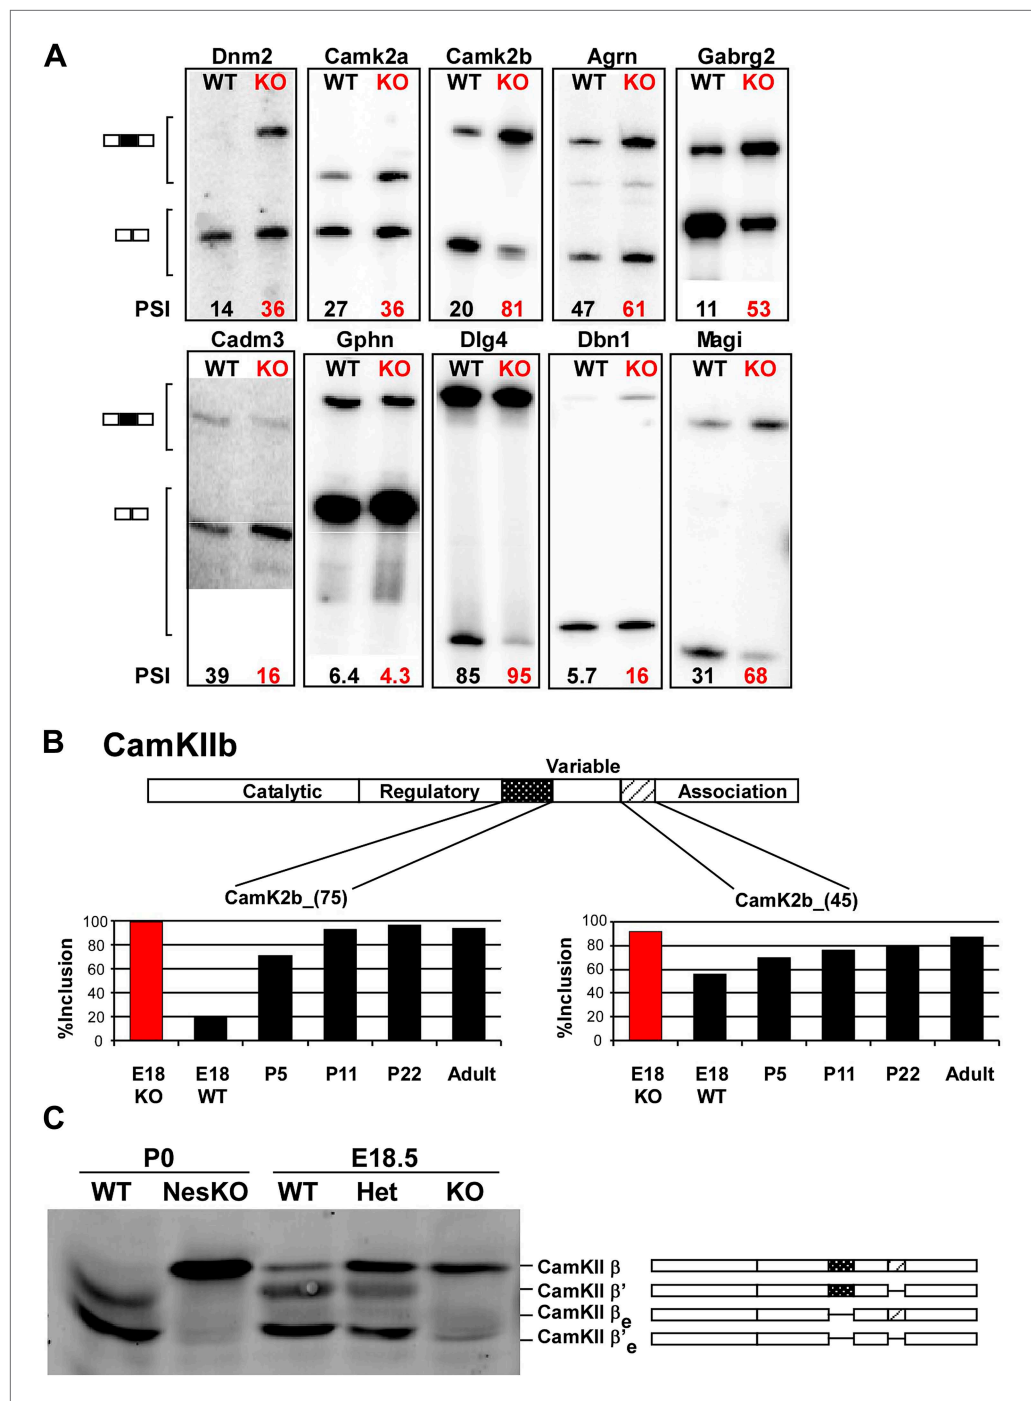 A
Dnm2 Camk2a Camk2b Agrn Gabrg2
WT KO WT KO WT KO WT KO WT KO
PSI 14 36 27 36 20 81 47 61 11 53
Cadm3 Gphn Dlg4 Dbn1 Magi
WT KO WT KO WT KO WT KO WT KO
PSI 39 16 6.4 4.3 85 95 5.7 16 31 68
B CamKIIb
Variable
Catalytic Regulatory Association
CamK2b_(75)
%Inclusion
100
80
60
40
20
0
E18 KO E18 WT P5 P11 P22 Adult
CamK2b_(45)
%Inclusion
100
80
60
40
20
0
E18 KO E18 WT P5 P11 P22 Adult
C
P0 E18.5
WT NesKO WT Het KO
CamKII β
CamKII β'
CamKII βe
CamKII β'e